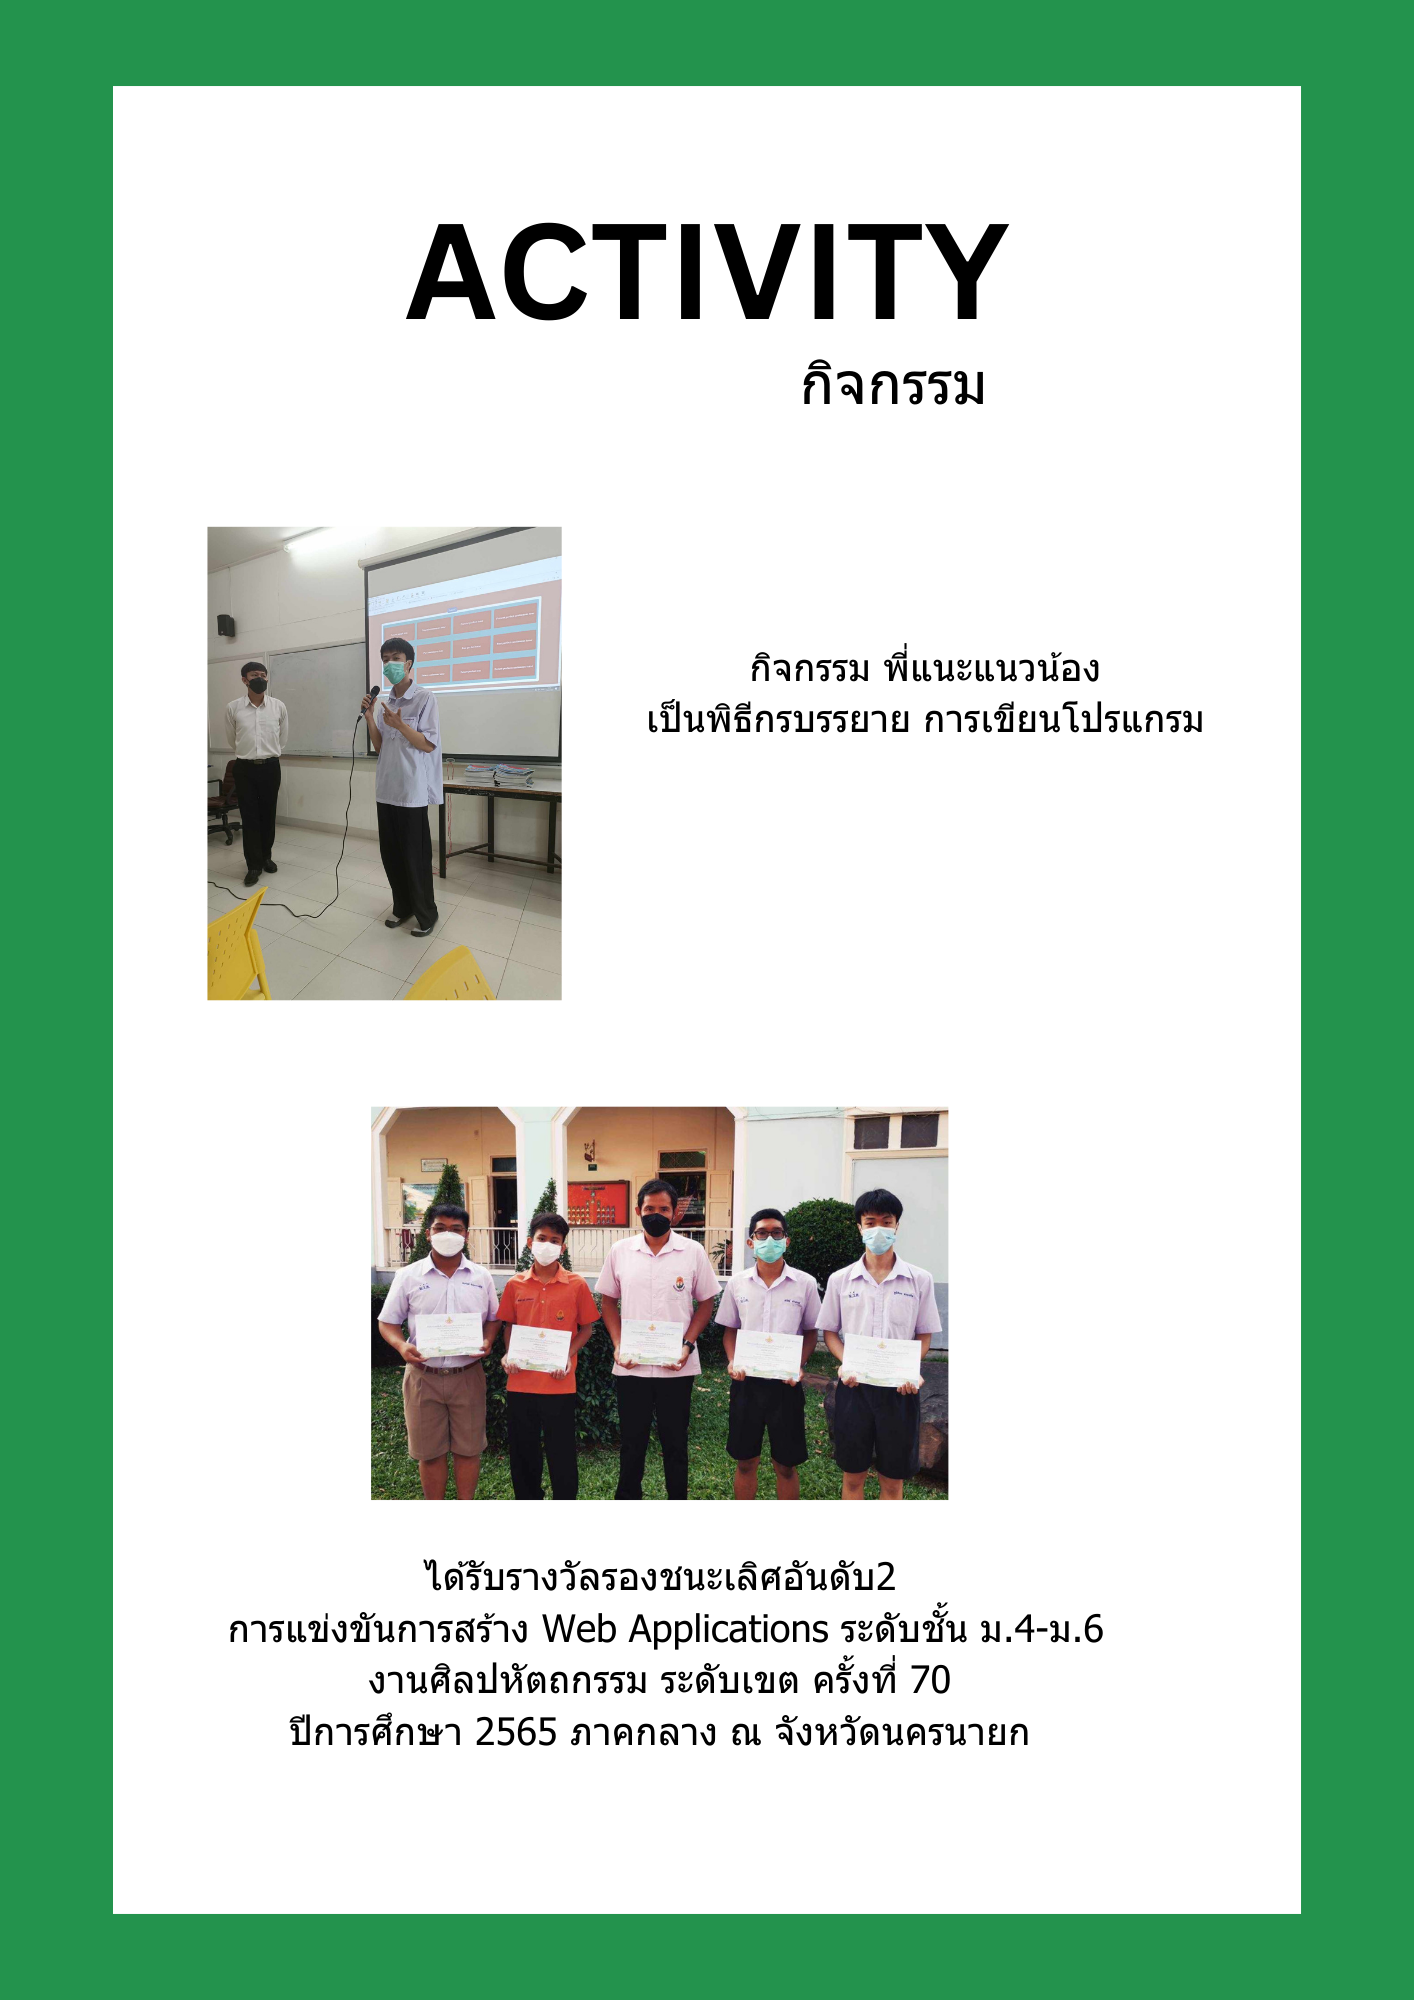 ACTIVITY
กิจกรรม
กิจกรรม พี่แนะแนวน้อง
เป็นพิธีกรบรรยาย การเขียนโปรแกรม
ได้รับรางวัลรองชนะเลิศอันดับ2
การแข่งขันการสร้าง Web Applications ระดับชั้น ม.4-ม.6
งานศิลปหัตถกรรม ระดับเขต ครั้งที่ 70
ปีการศึกษา 2565 ภาคกลาง ณ จังหวัดนครนายก